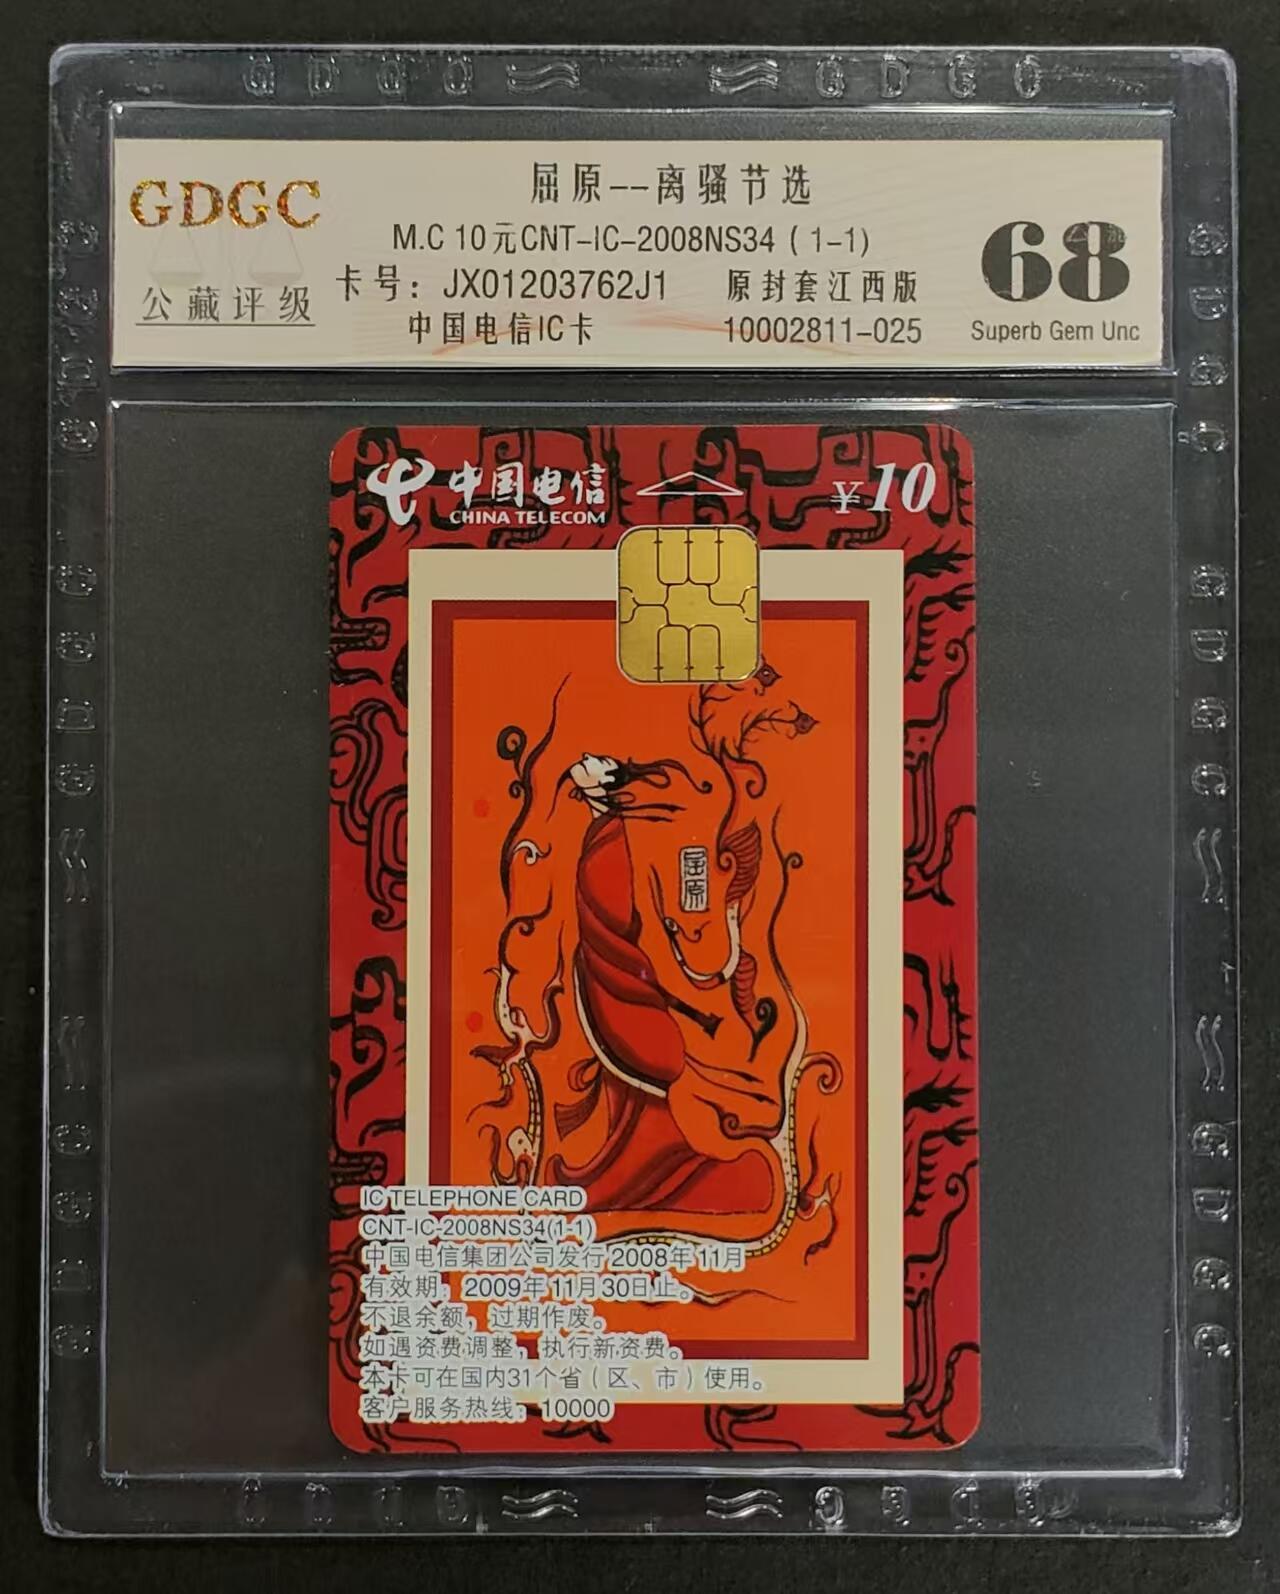 GDGC
GDGC
GDGC
公藏评级
屈原--离骚节选
M.C 10元CNT-IC-2008NS34 (1-1)
卡号：JX01203762J1 原封套江西版
中国电信IC卡 10002811-025
68
Superb Gem Unc
中国电信
CHINA TELECOM
¥10
屈原
IC TELEPHONE CARD
CNT-IC-2008NS34(1-1)
中国电信集团公司发行 2008年11月
有效期：2009年11月30日止。
不退余额，过期作废。
如遇资费调整，执行新资费。
本卡可在国内31个省（区、市）使用。
客户服务热线：10000